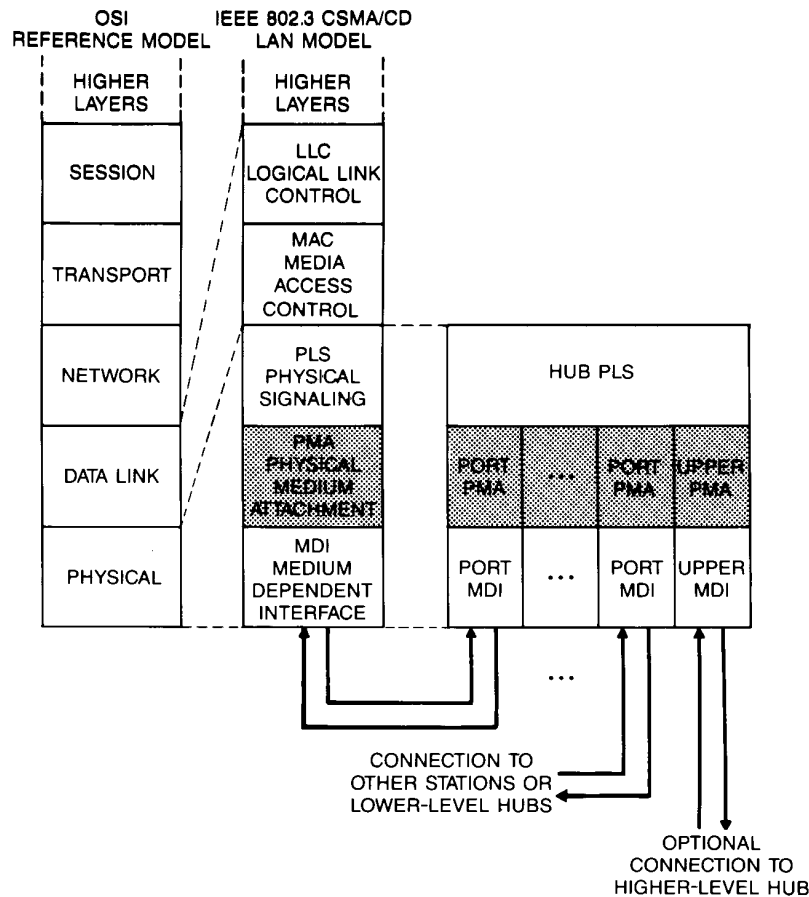 OSI
REFERENCE MODEL
IEEE 802.3 CSMA/CD
LAN MODEL
HIGHER
LAYERS
SESSION
TRANSPORT
NETWORK
DATA LINK
PHYSICAL
HIGHER
LAYERS
LLC
LOGICAL LINK
CONTROL
MAC
MEDIA
ACCESS
CONTROL
PLS
PHYSICAL
SIGNALING
PMA
PHYSICAL
MEDIUM
ATTACHMENT
MDI
MEDIUM
DEPENDENT
INTERFACE
HUB PLS
PORT
PMA
...
PORT
PMA
UPPER
PMA
PORT
MDI
...
PORT
MDI
UPPER
MDI
...
CONNECTION TO
OTHER STATIONS OR
LOWER-LEVEL HUBS
OPTIONAL
CONNECTION TO
HIGHER-LEVEL HUB